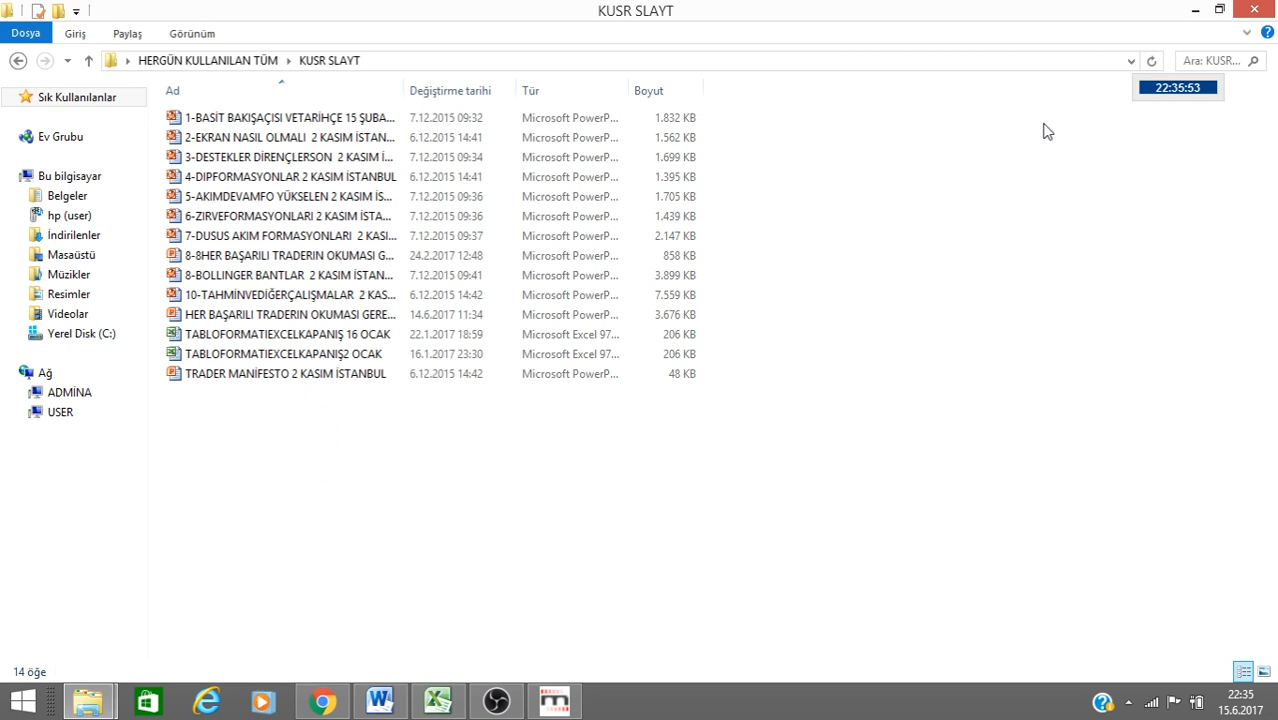 KUSR SLAYT
Dosya Giriş Paylaş Görünüm
HERGÜN KULLANILAN TÜM KUSR SLAYT Ara: KUSR...
22:35:53
Ad Değiştirme tarihi Tür Boyut
Sık Kullanılanlar
Ev Grubu
Bu bilgisayar
Belgeler
hp (user)
İndirilenler
Masaüstü
Müzikler
Resimler
Videolar
Yerel Disk (C:)
Ağ
ADMİNA
USER
1-BASİT BAKIŞAÇISI VETARİHÇE 15 ŞUBA... 7.12.2015 09:32 Microsoft PowerP... 1.832 KB
2-EKRAN NASIL OLMALI 2 KASIM İSTAN... 6.12.2015 14:41 Microsoft PowerP... 1.562 KB
3-DESTEKLER DİRENÇLERSON 2 KASIM İ... 7.12.2015 09:34 Microsoft PowerP... 1.699 KB
4-DIPFORMASYONLAR 2 KASIM İSTANBUL 6.12.2015 14:41 Microsoft PowerP... 1.395 KB
5-AKIMDEVAMFO YÜKSELEN 2 KASIM İS... 7.12.2015 09:36 Microsoft PowerP... 1.705 KB
6-ZIRVEFORMASYONLARI 2 KASIM İSTA... 7.12.2015 09:36 Microsoft PowerP... 1.439 KB
7-DUSUS AKIM FORMASYONLARI 2 KASI... 7.12.2015 09:37 Microsoft PowerP... 2.147 KB
8-8HER BAŞARILI TRADERIN OKUMASI G... 24.2.2017 12:48 Microsoft PowerP... 858 KB
8-BOLLINGER BANTLAR 2 KASIM İSTAN... 7.12.2015 09:41 Microsoft PowerP... 3.899 KB
10-TAHMİNVEDİĞERÇALIŞMALAR 2 KAS... 6.12.2015 14:42 Microsoft PowerP... 7.559 KB
HER BAŞARILI TRADERIN OKUMASI GERE... 14.6.2017 11:34 Microsoft PowerP... 3.676 KB
TABLOFORMATIEXCELKAPANIŞ 16 OCAK 22.1.2017 18:59 Microsoft Excel 97... 206 KB
TABLOFORMATIEXCELKAPANIŞ2 OCAK 16.1.2017 23:30 Microsoft Excel 97... 206 KB
TRADER MANİFESTO 2 KASIM İSTANBUL 6.12.2015 14:42 Microsoft PowerP... 48 KB
14 öğe
22:35
15.6.2017